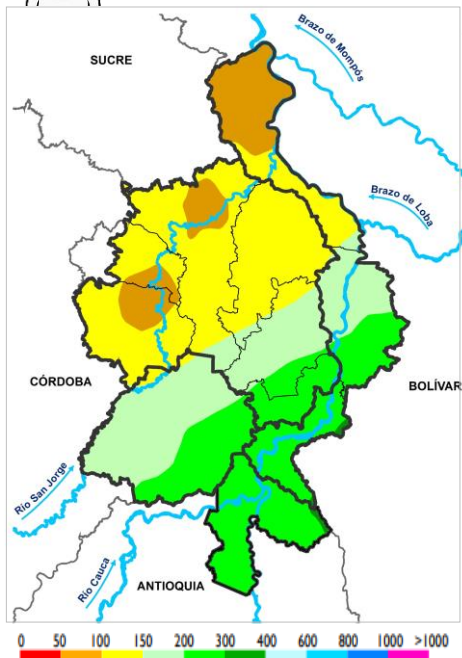 SUCRE
Brazo de Mompós
Brazo de Loba
CÓRDOBA
BOLÍVAR
Río San Jorge
Río Cauca
ANTIOQUIA
0 50 100 150 200 300 400 600 800 1000 >1000